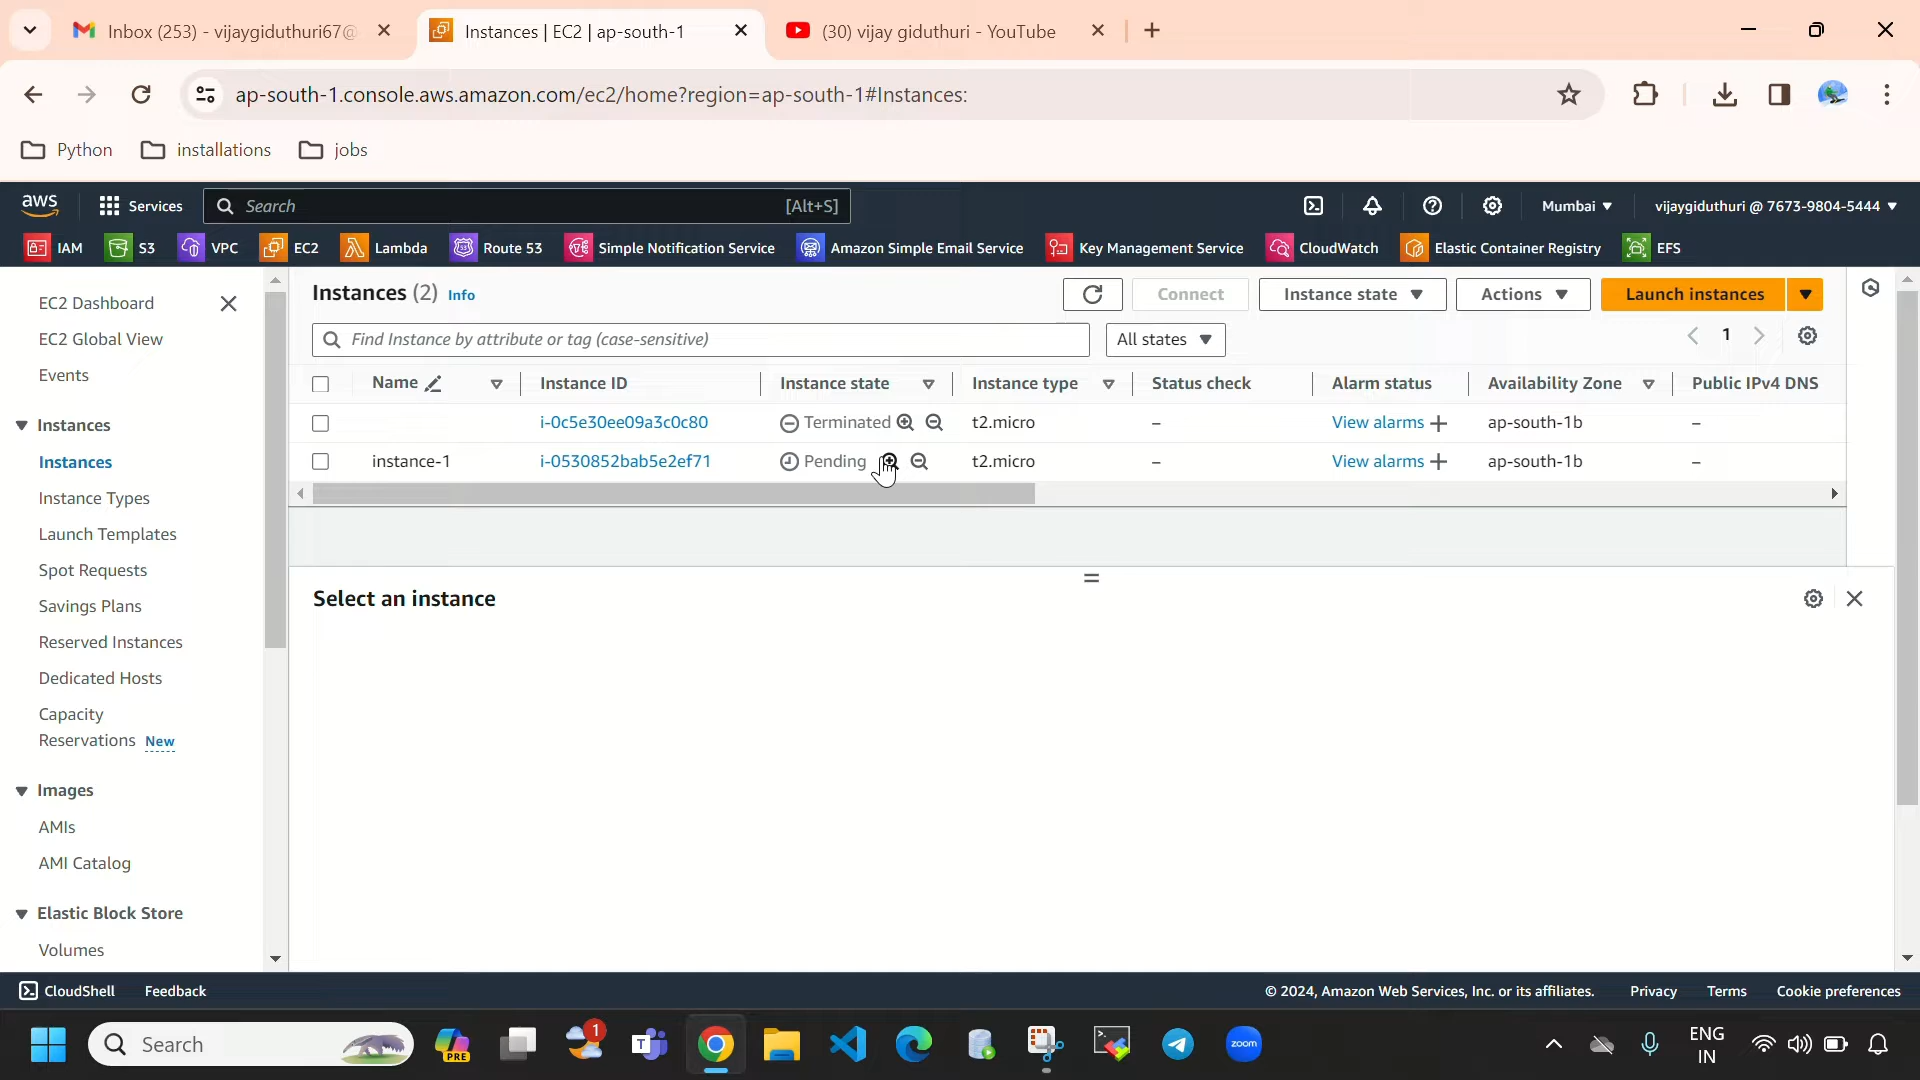 Inbox (253) - vijaygiduthuri67@
Instances | EC2 | ap-south-1
(30) vijay giduthuri - YouTube
ap-south-1.console.aws.amazon.com/ec2/home?region=ap-south-1#Instances:
Python installations jobs
aws Services Search [Alt+S] Mumbai vijaygiduthuri @ 7673-9804-5444
IAM S3 VPC EC2 Lambda Route 53 Simple Notification Service Amazon Simple Email Service Key Management Service CloudWatch Elastic Container Registry EFS
EC2 Dashboard
EC2 Global View
Events
Instances
Instances
Instance Types
Launch Templates
Spot Requests
Savings Plans
Reserved Instances
Dedicated Hosts
Capacity
Reservations New
Images
AMIs
AMI Catalog
Elastic Block Store
Volumes
Instances (2) Info Connect Instance state Actions Launch instances
Find Instance by attribute or tag (case-sensitive) All states 1
Name Instance ID Instance state Instance type Status check Alarm status Availability Zone Public IPv4 DNS
i-0c5e30ee09a3c0c80 Terminated t2.micro – View alarms + ap-south-1b –
instance-1 i-0530852bab5e2ef71 Pending t2.micro – View alarms + ap-south-1b –
Select an instance
CloudShell Feedback © 2024, Amazon Web Services, Inc. or its affiliates. Privacy Terms Cookie preferences
Search PRE 1 T zoom ENG
IN